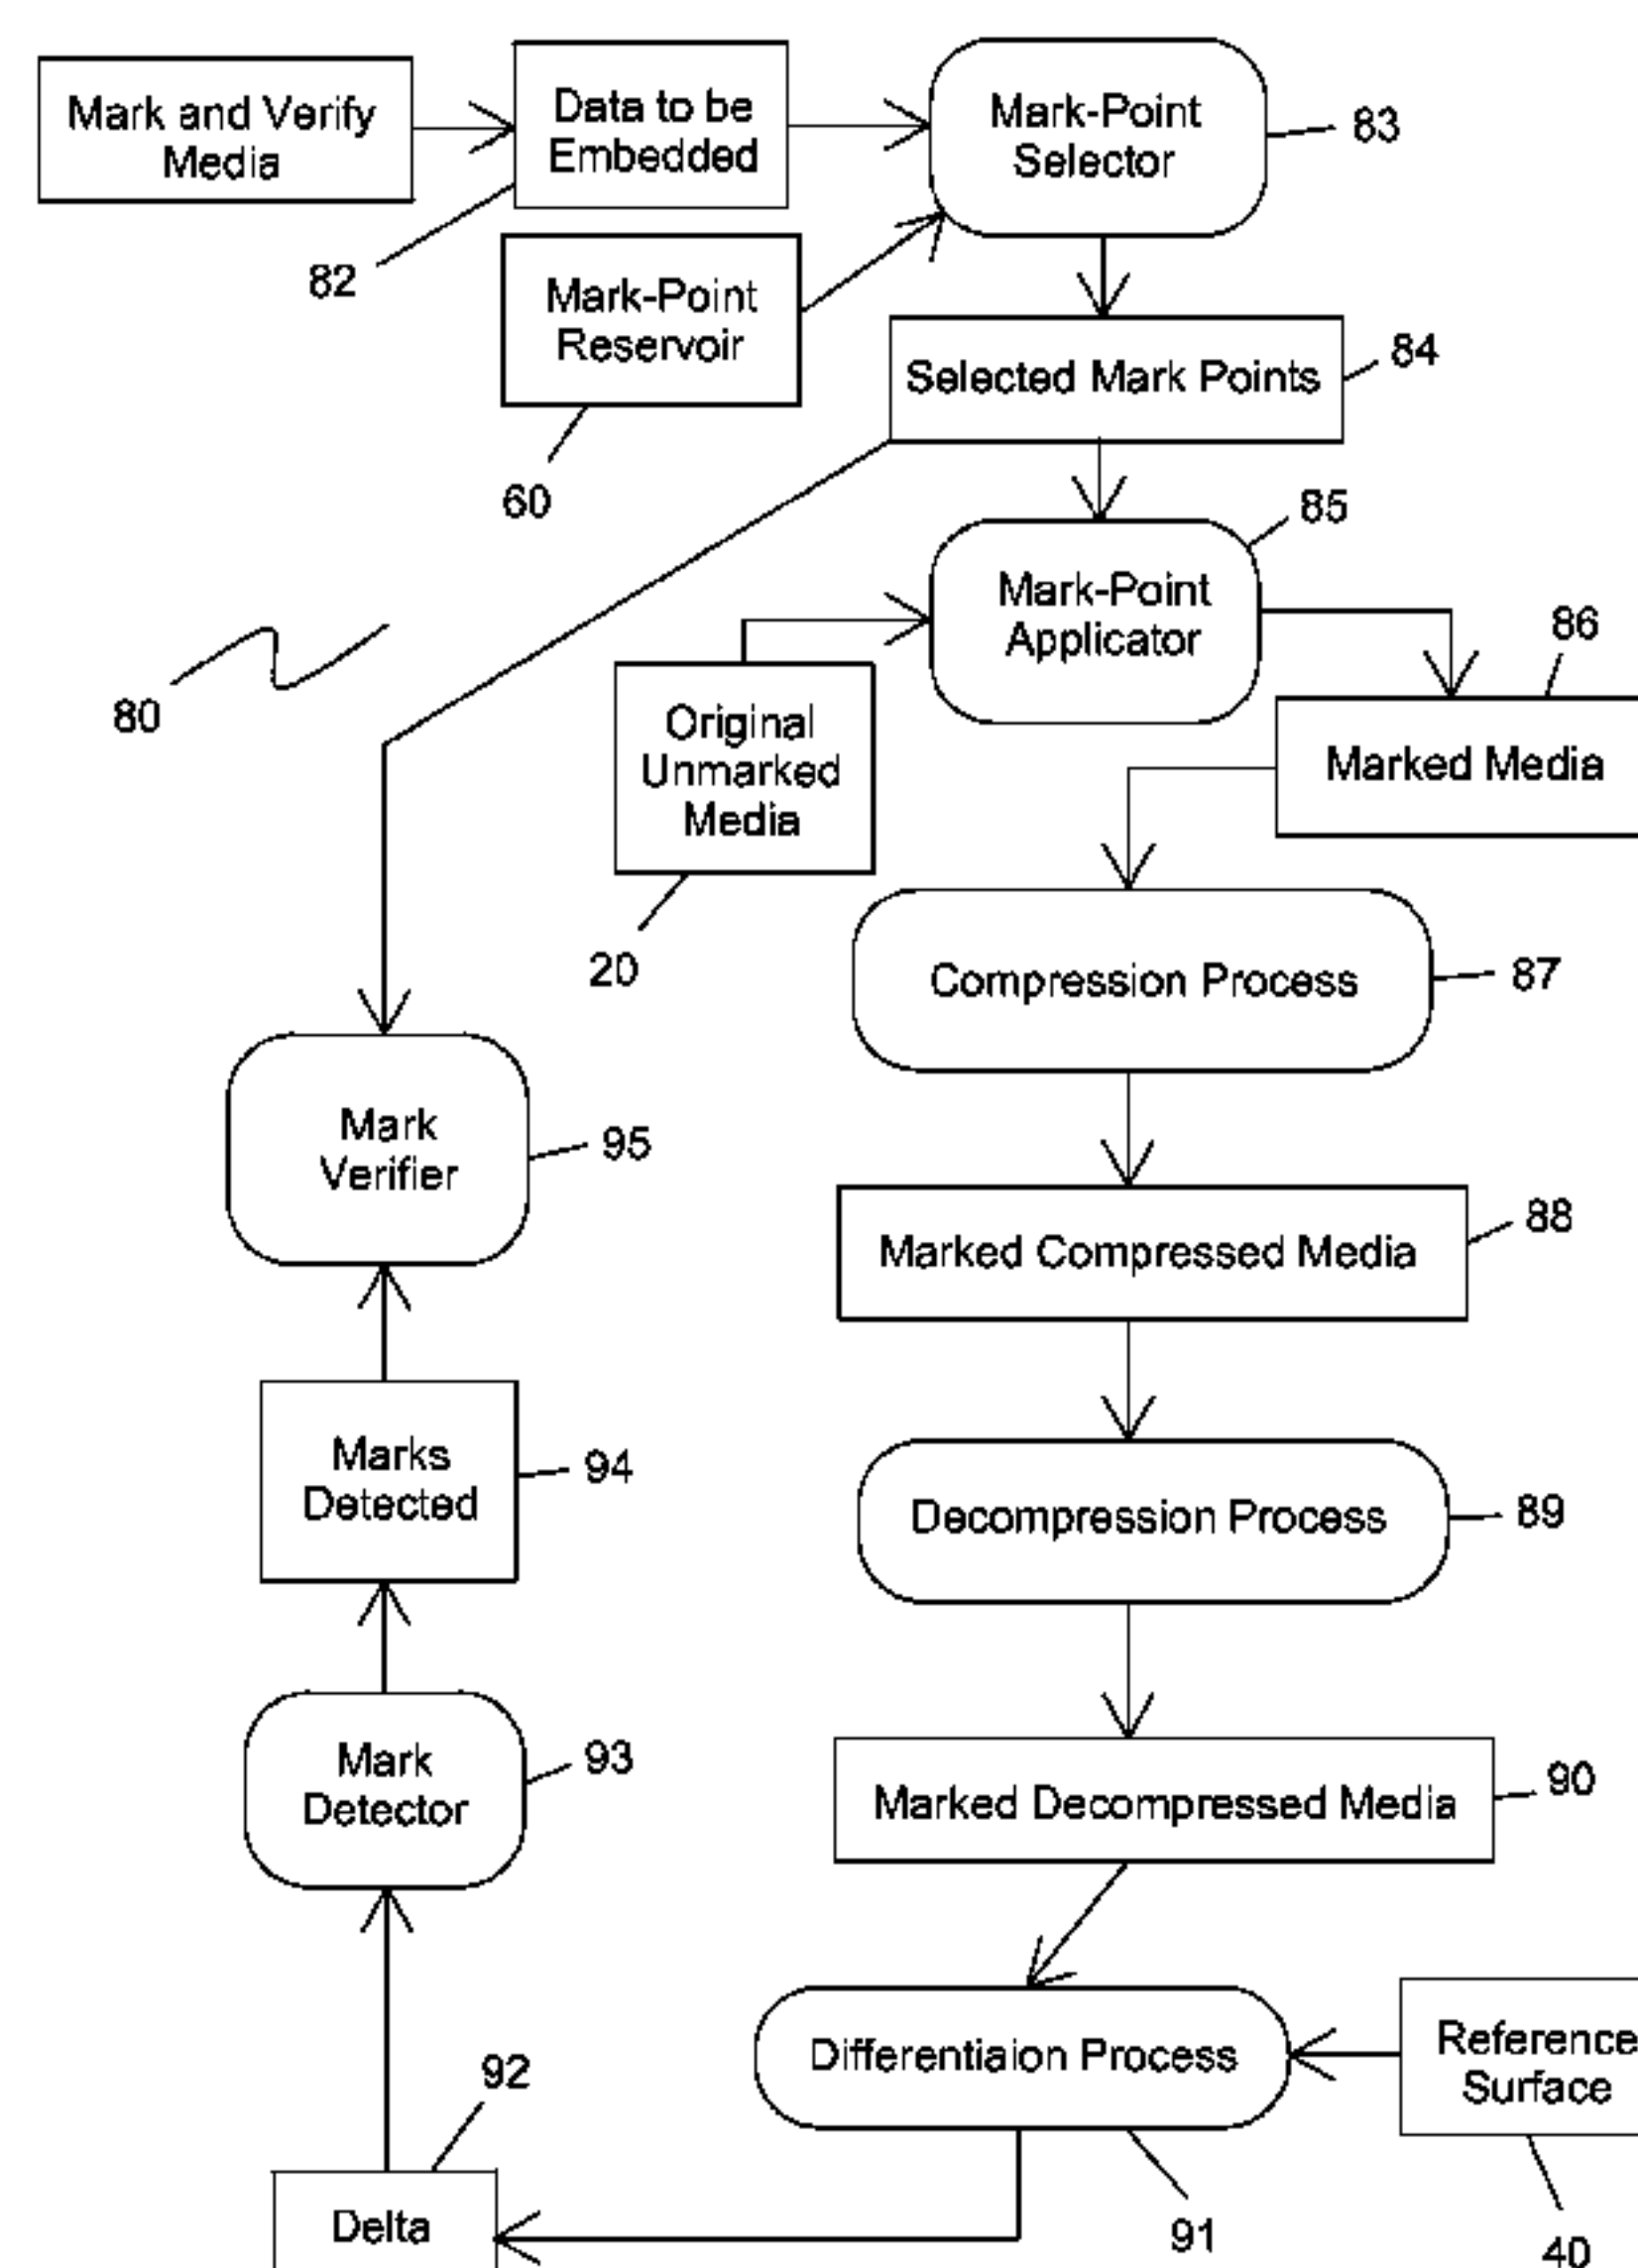 Mark and Verify
Media
Data to be
Embedded
Mark-Point
Selector
83
82
Mark-Point
Reservoir
60
Selected Mark Points
84
85
Mark-Point
Applicator
86
80
Original
Unmarked
Media
Marked Media
20
Compression Process
87
Mark
Verifier
95
Marked Compressed Media
88
Marks
Detected
94
Decompression Process
89
Mark
Detector
93
Marked Decompressed Media
90
Differentiaion Process
Reference
Surface
92
Delta
91
40